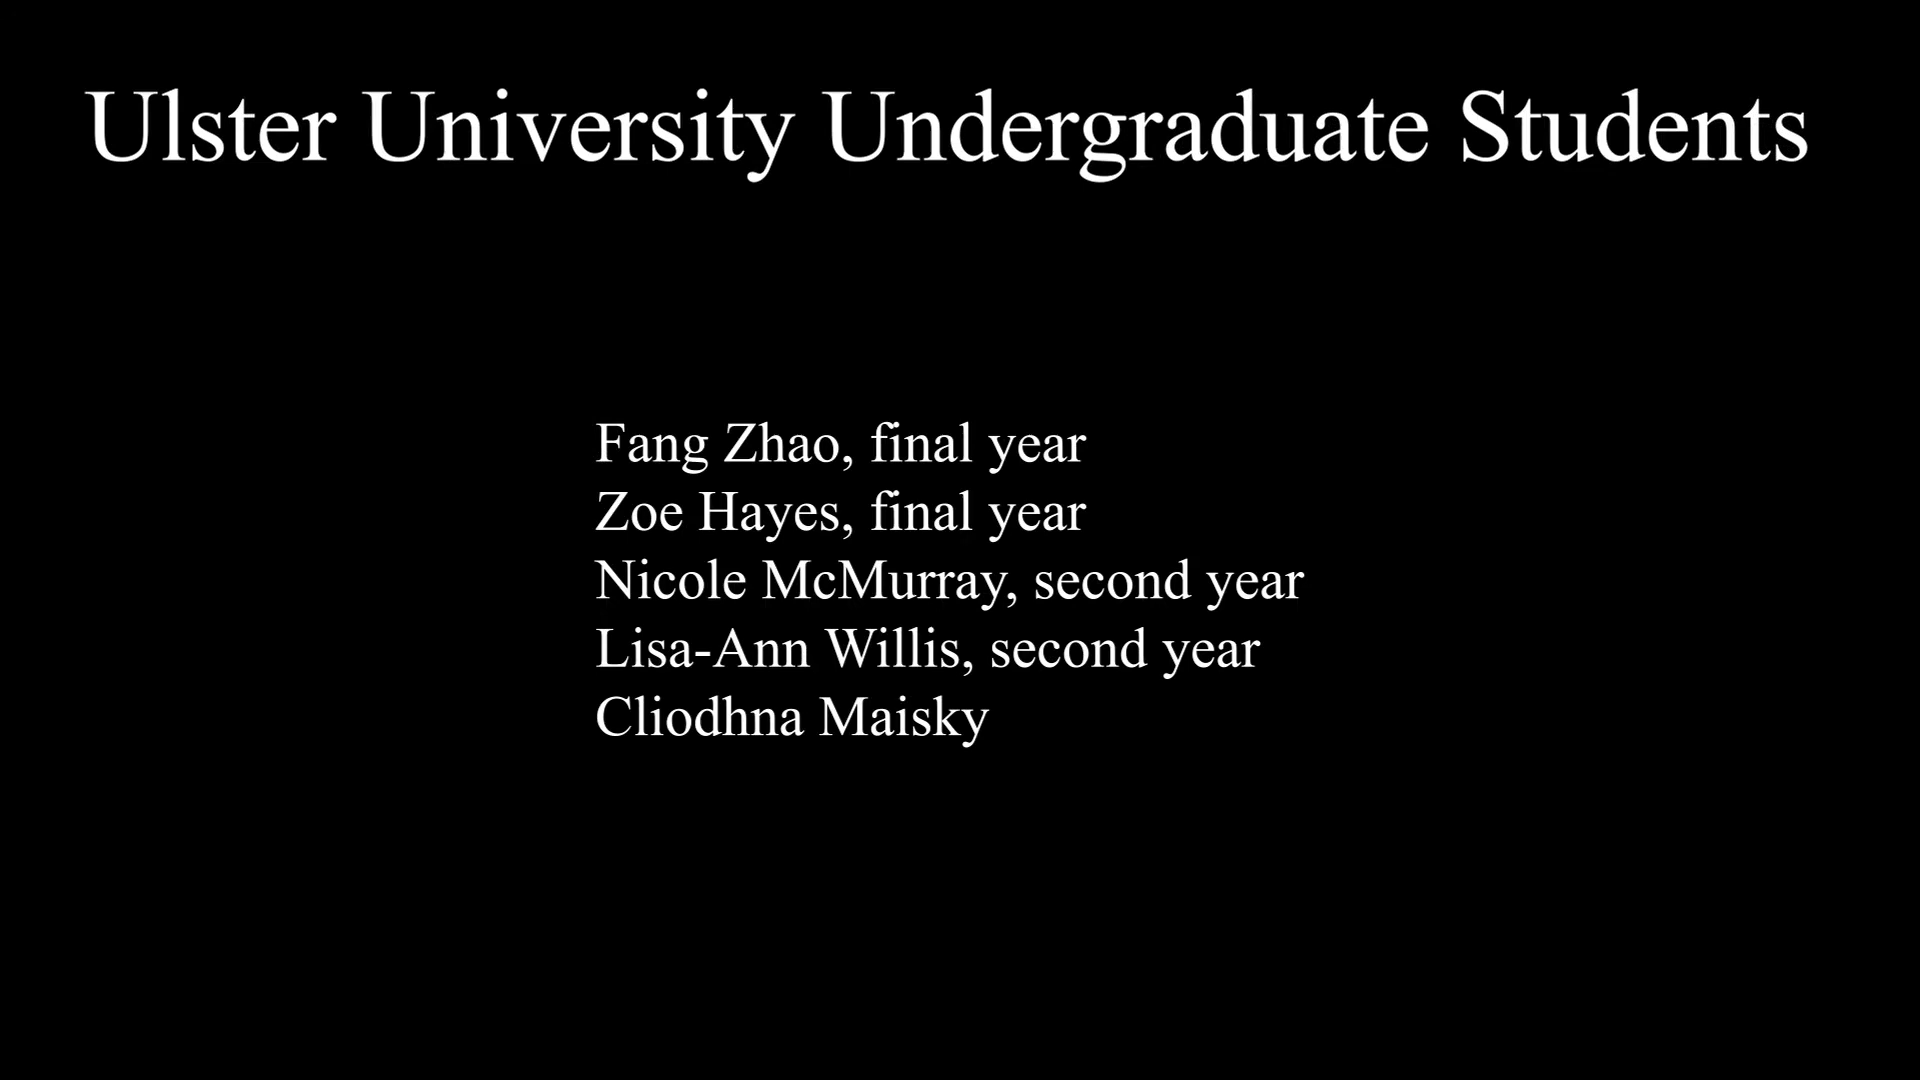 Ulster University Undergraduate Students
Fang Zhao, final year
Zoe Hayes, final year
Nicole McMurray, second year
Lisa-Ann Willis, second year
Cliodhna Maisky